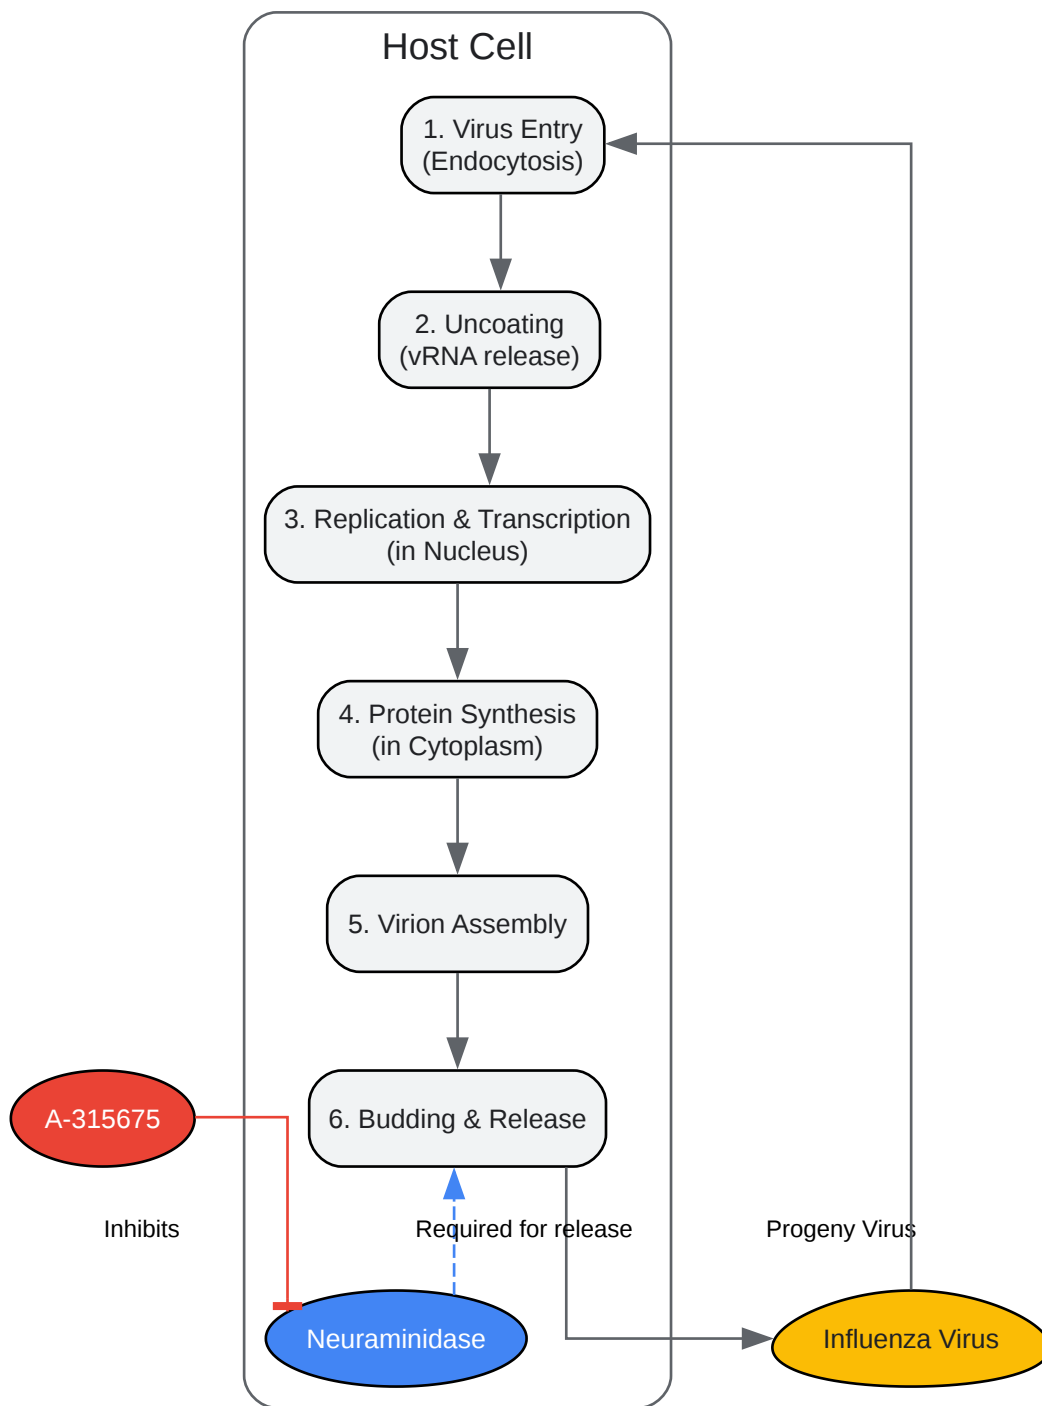 Host Cell
1. Virus Entry
(Endocytosis)
2. Uncoating
(vRNA release)
3. Replication & Transcription
(in Nucleus)
4. Protein Synthesis
(in Cytoplasm)
5. Virion Assembly
A-315675
6. Budding & Release
Inhibits
Required for release
Progeny Virus
Neuraminidase
Influenza Virus